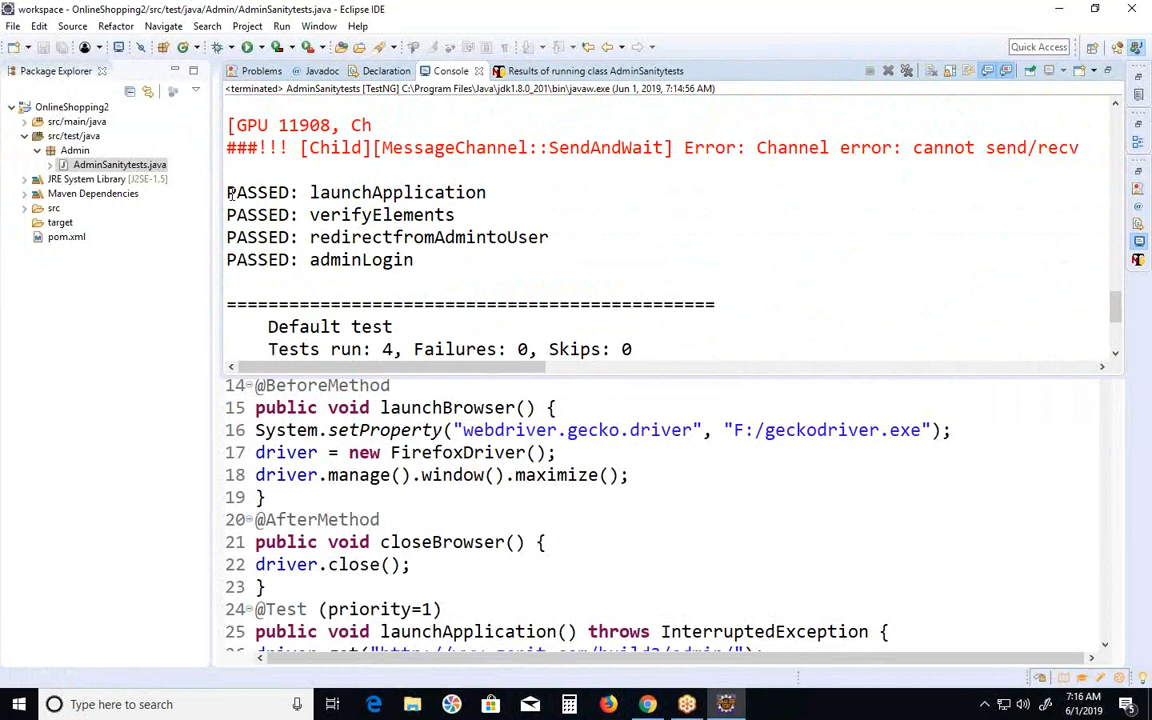 workspace - OnlineShopping2/src/test/java/Admin/AdminSanitytests.java - Eclipse IDE
File Edit Source Refactor Navigate Search Project Run Window Help
Quick Access
Package Explorer
Problems Javadoc Declaration Console Results of running class AdminSanitytests
<terminated> AdminSanitytests [TestNG] C:\Program Files\Java\jdk1.8.0_201\bin\javaw.exe (Jun 1, 2019, 7:14:56 AM)
OnlineShopping2
src/main/java
src/test/java
Admin
AdminSanitytests.java
JRE System Library [J2SE-1.5]
Maven Dependencies
src
target
pom.xml
[GPU 11908, Ch
###!!! [Child][MessageChannel::SendAndWait] Error: Channel error: cannot send/recv
PASSED: launchApplication
PASSED: verifyElements
PASSED: redirectfromAdmintoUser
PASSED: adminLogin
===============================================
Default test
Tests run: 4, Failures: 0, Skips: 0
14 @BeforeMethod
15 public void launchBrowser() {
16 System.setProperty("webdriver.gecko.driver", "F:/geckodriver.exe");
17 driver = new FirefoxDriver();
18 driver.manage().window().maximize();
19 }
20 @AfterMethod
21 public void closeBrowser() {
22 driver.close();
23 }
24 @Test (priority=1)
25 public void launchApplication() throws InterruptedException {
Type here to search
7:16 AM
6/1/2019
5